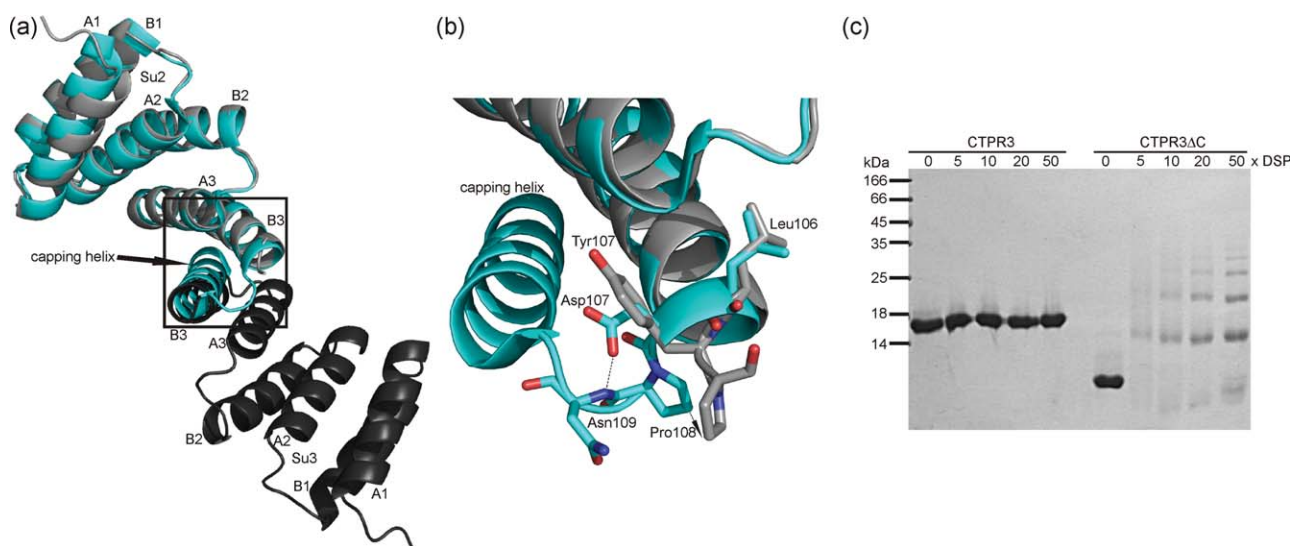 (a)
A1
B1
Su2
A2
B2
A3
B3
capping helix
B3
A3
B2
A2
Su3
B1
A1
(b)
capping helix
Leu106
Tyr107
Asp107
Asn109
Pro108
(c)
CTPR3 CTPR3ΔC
kDa 0 5 10 20 50 0 5 10 20 50 x DSP
166
66
45
35
25
18
14